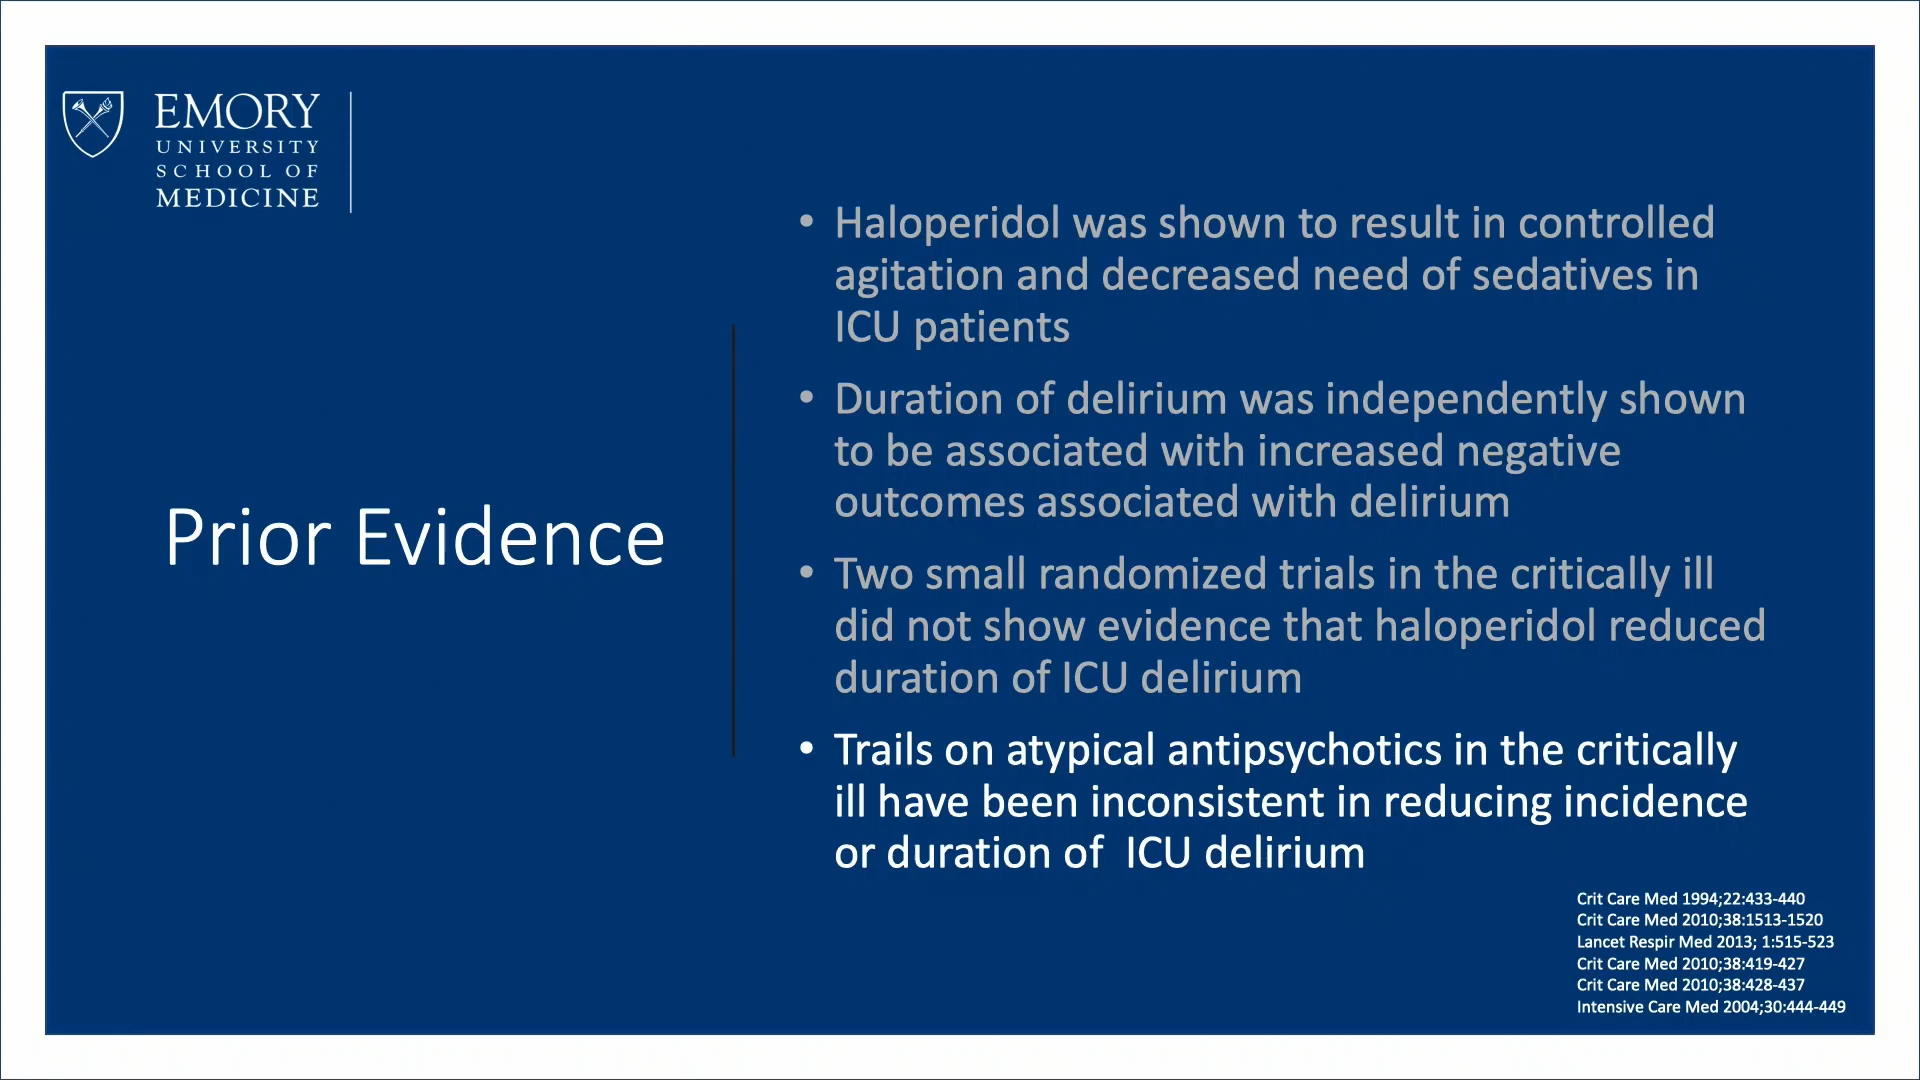 EMORY
UNIVERSITY
SCHOOL OF
MEDICINE
Prior Evidence
• Haloperidol was shown to result in controlled
agitation and decreased need of sedatives in
ICU patients
• Duration of delirium was independently shown
to be associated with increased negative
outcomes associated with delirium
• Two small randomized trials in the critically ill
did not show evidence that haloperidol reduced
duration of ICU delirium
• Trails on atypical antipsychotics in the critically
ill have been inconsistent in reducing incidence
or duration of  ICU delirium
Crit Care Med 1994;22:433-440
Crit Care Med 2010;38:1513-1520
Lancet Respir Med 2013; 1:515-523
Crit Care Med 2010;38:419-427
Crit Care Med 2010;38:428-437
Intensive Care Med 2004;30:444-449